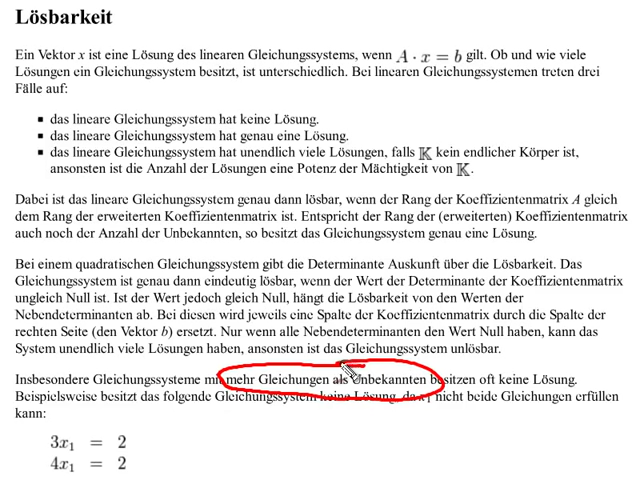 Lösbarkeit
Ein Vektor x ist eine Lösung des linearen Gleichungssystems, wenn A · x = b gilt. Ob und wie viele
Lösungen ein Gleichungssystem besitzt, ist unterschiedlich. Bei linearen Gleichungssystemen treten drei
Fälle auf:
▪ das lineare Gleichungssystem hat keine Lösung.
▪ das lineare Gleichungssystem hat genau eine Lösung.
▪ das lineare Gleichungssystem hat unendlich viele Lösungen, falls 𝕂 kein endlicher Körper ist,
ansonsten ist die Anzahl der Lösungen eine Potenz der Mächtigkeit von 𝕂.
Dabei ist das lineare Gleichungssystem genau dann lösbar, wenn der Rang der Koeffizientenmatrix A gleich
dem Rang der erweiterten Koeffizientenmatrix ist. Entspricht der Rang der (erweiterten) Koeffizientenmatrix
auch noch der Anzahl der Unbekannten, so besitzt das Gleichungssystem genau eine Lösung.
Bei einem quadratischen Gleichungssystem gibt die Determinante Auskunft über die Lösbarkeit. Das
Gleichungssystem ist genau dann eindeutig lösbar, wenn der Wert der Determinante der Koeffizientenmatrix
ungleich Null ist. Ist der Wert jedoch gleich Null, hängt die Lösbarkeit von den Werten der
Nebendeterminanten ab. Bei diesen wird jeweils eine Spalte der Koeffizientenmatrix durch die Spalte der
rechten Seite (den Vektor b) ersetzt. Nur wenn alle Nebendeterminanten den Wert Null haben, kann das
System unendlich viele Lösungen haben, ansonsten ist das Gleichungssystem unlösbar.
Insbesondere Gleichungssysteme mit mehr Gleichungen als Unbekannten besitzen oft keine Lösung.
Beispielsweise besitzt das folgende Gleichungssystem keine Lösung, da x₁ nicht beide Gleichungen erfüllen
kann:
3x₁ = 2
4x₁ = 2